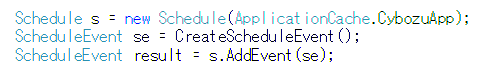 Schedule s = new Schedule(ApplicationCache.CybozuApp);
ScheduleEvent se = CreateScheduleEvent();
ScheduleEvent result = s.AddEvent(se);